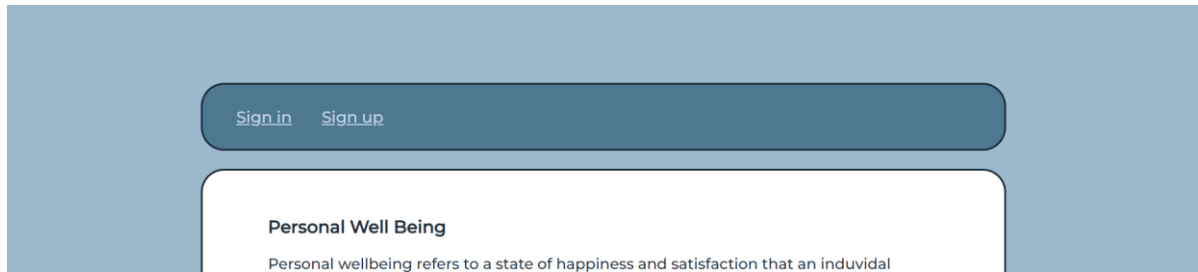 Sign in Sign up
Personal Well Being
Personal wellbeing refers to a state of happiness and satisfaction that an induvidal